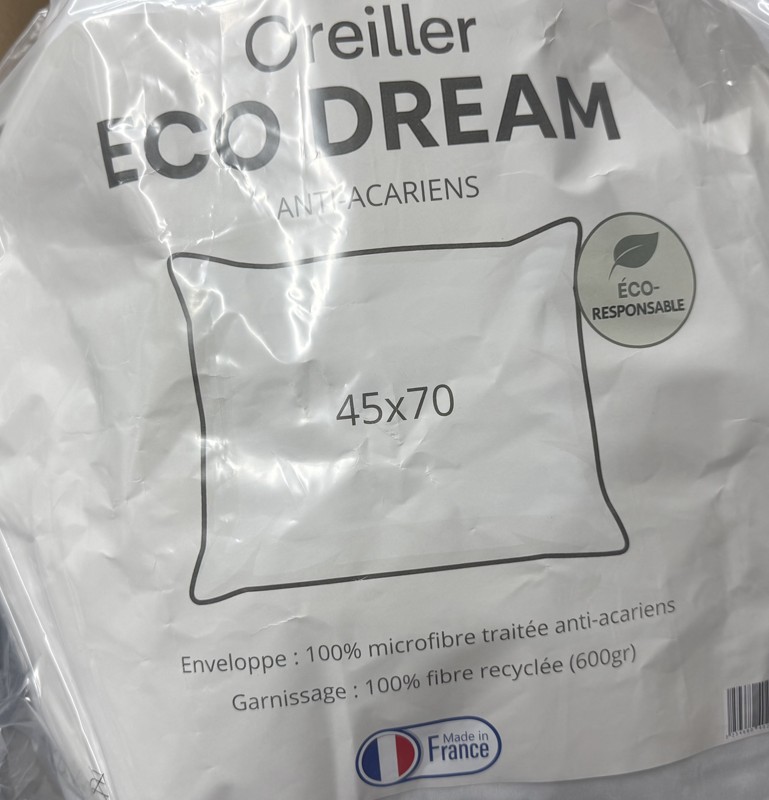 Oreiller
ECO DREAM
ANTI-ACARIENS
ÉCO-
RESPONSABLE
45x70
Enveloppe : 100% microfibre traitée anti-acariens
Garnissage : 100% fibre recyclée (600gr)
Made in
France